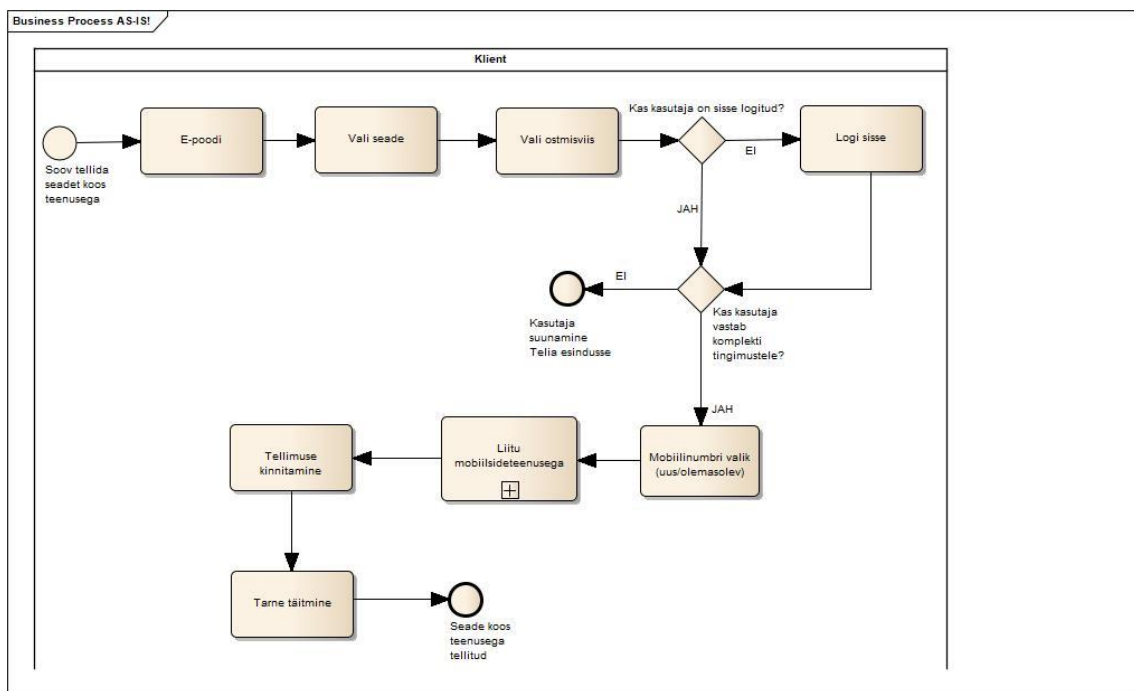 Business Process AS-IS!
Klient
Kas kasutaja on sisse logitud?
E-poodi
Vali seade
Vali ostmisviis
EI
Logi sisse
Soov tellida
seadet koos
teenusega
JAH
EI
Kasutaja
suunamine
Telia esindusse
Kas kasutaja
vastab
komplekti
tingimustele?
JAH
Tellimuse
kinnitamine
Liitu
mobiilsideteenusega
Mobiilinumbri valik
(uus/olemasolev)
Tarne täitmine
Seade koos
teenusega
tellitud